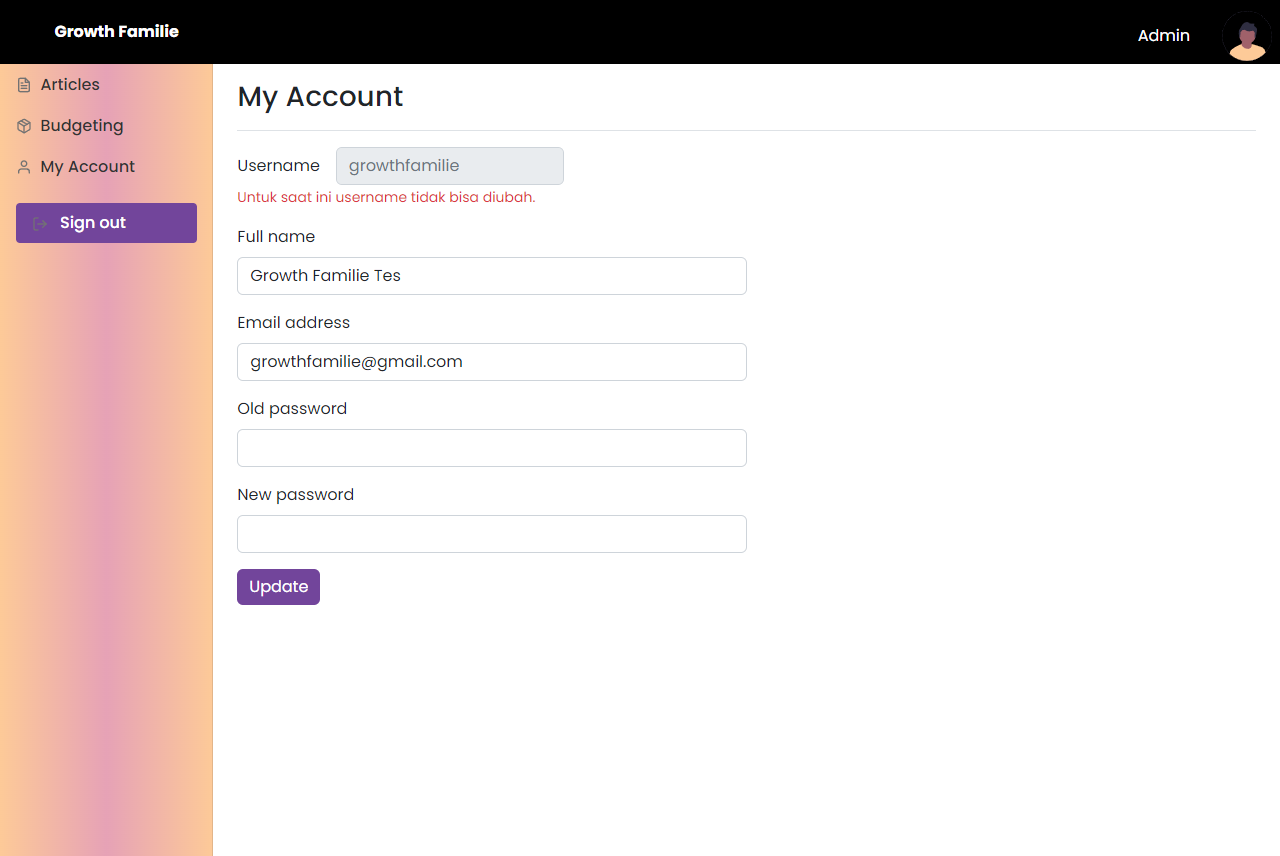 Growth Familie
Admin
Articles
Budgeting
My Account
Sign out
My Account
Username growthfamilie
Untuk saat ini username tidak bisa diubah.
Full name
Growth Familie Tes
Email address
growthfamilie@gmail.com
Old password
New password
Update